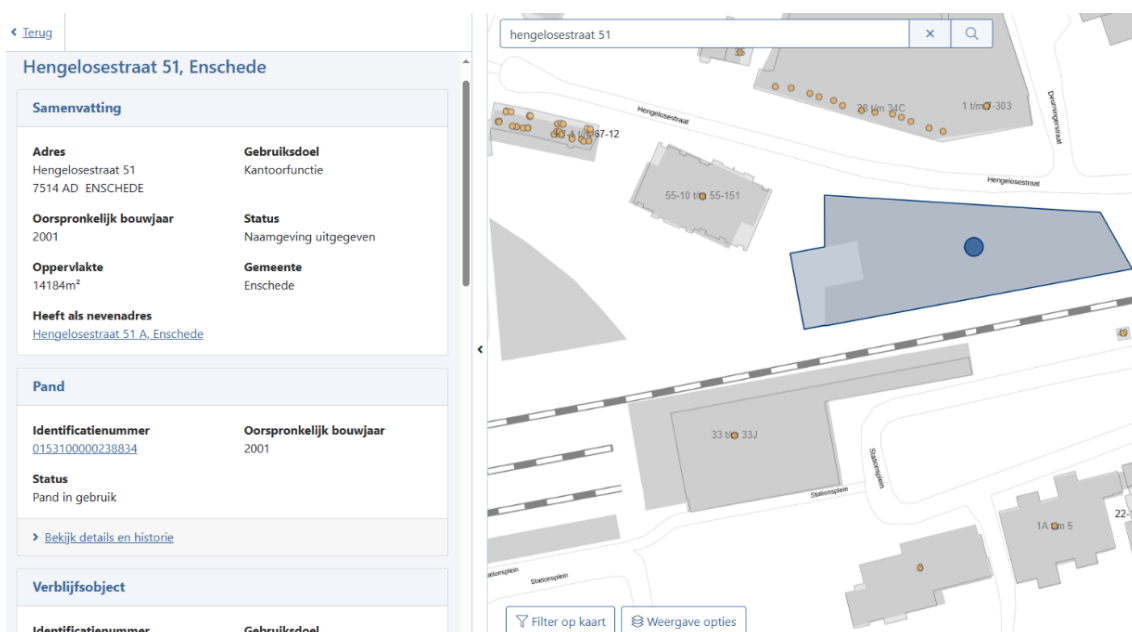 Terug
Hengelosestraat 51, Enschede
Samenvatting
Adres
Hengelosestraat 51
7514 AD ENSCHEDE
Gebruiksdoel
Kantoorfunctie
Oorspronkelijk bouwjaar
2001
Status
Naamgeving uitgegeven
Oppervlakte
14184m²
Gemeente
Enschede
Heeft als nevenadres
Hengelosestraat 51 A, Enschede
Pand
Identificatienummer
0153100000238834
Oorspronkelijk bouwjaar
2001
Status
Pand in gebruik
Bekijk details en historie
Verblijfsobject
Identificatienummer
Gebruiksdoel
hengelosestraat 51
Hengelosestraat
28 t/m 34C
Deurningerstraat
55-10 t/m 55-151
Hengelosestraat
33 t/m 33J
Stationsplein
Stationsplein
1A t/m 5
Stationsplein
Filter op kaart
Weergave opties